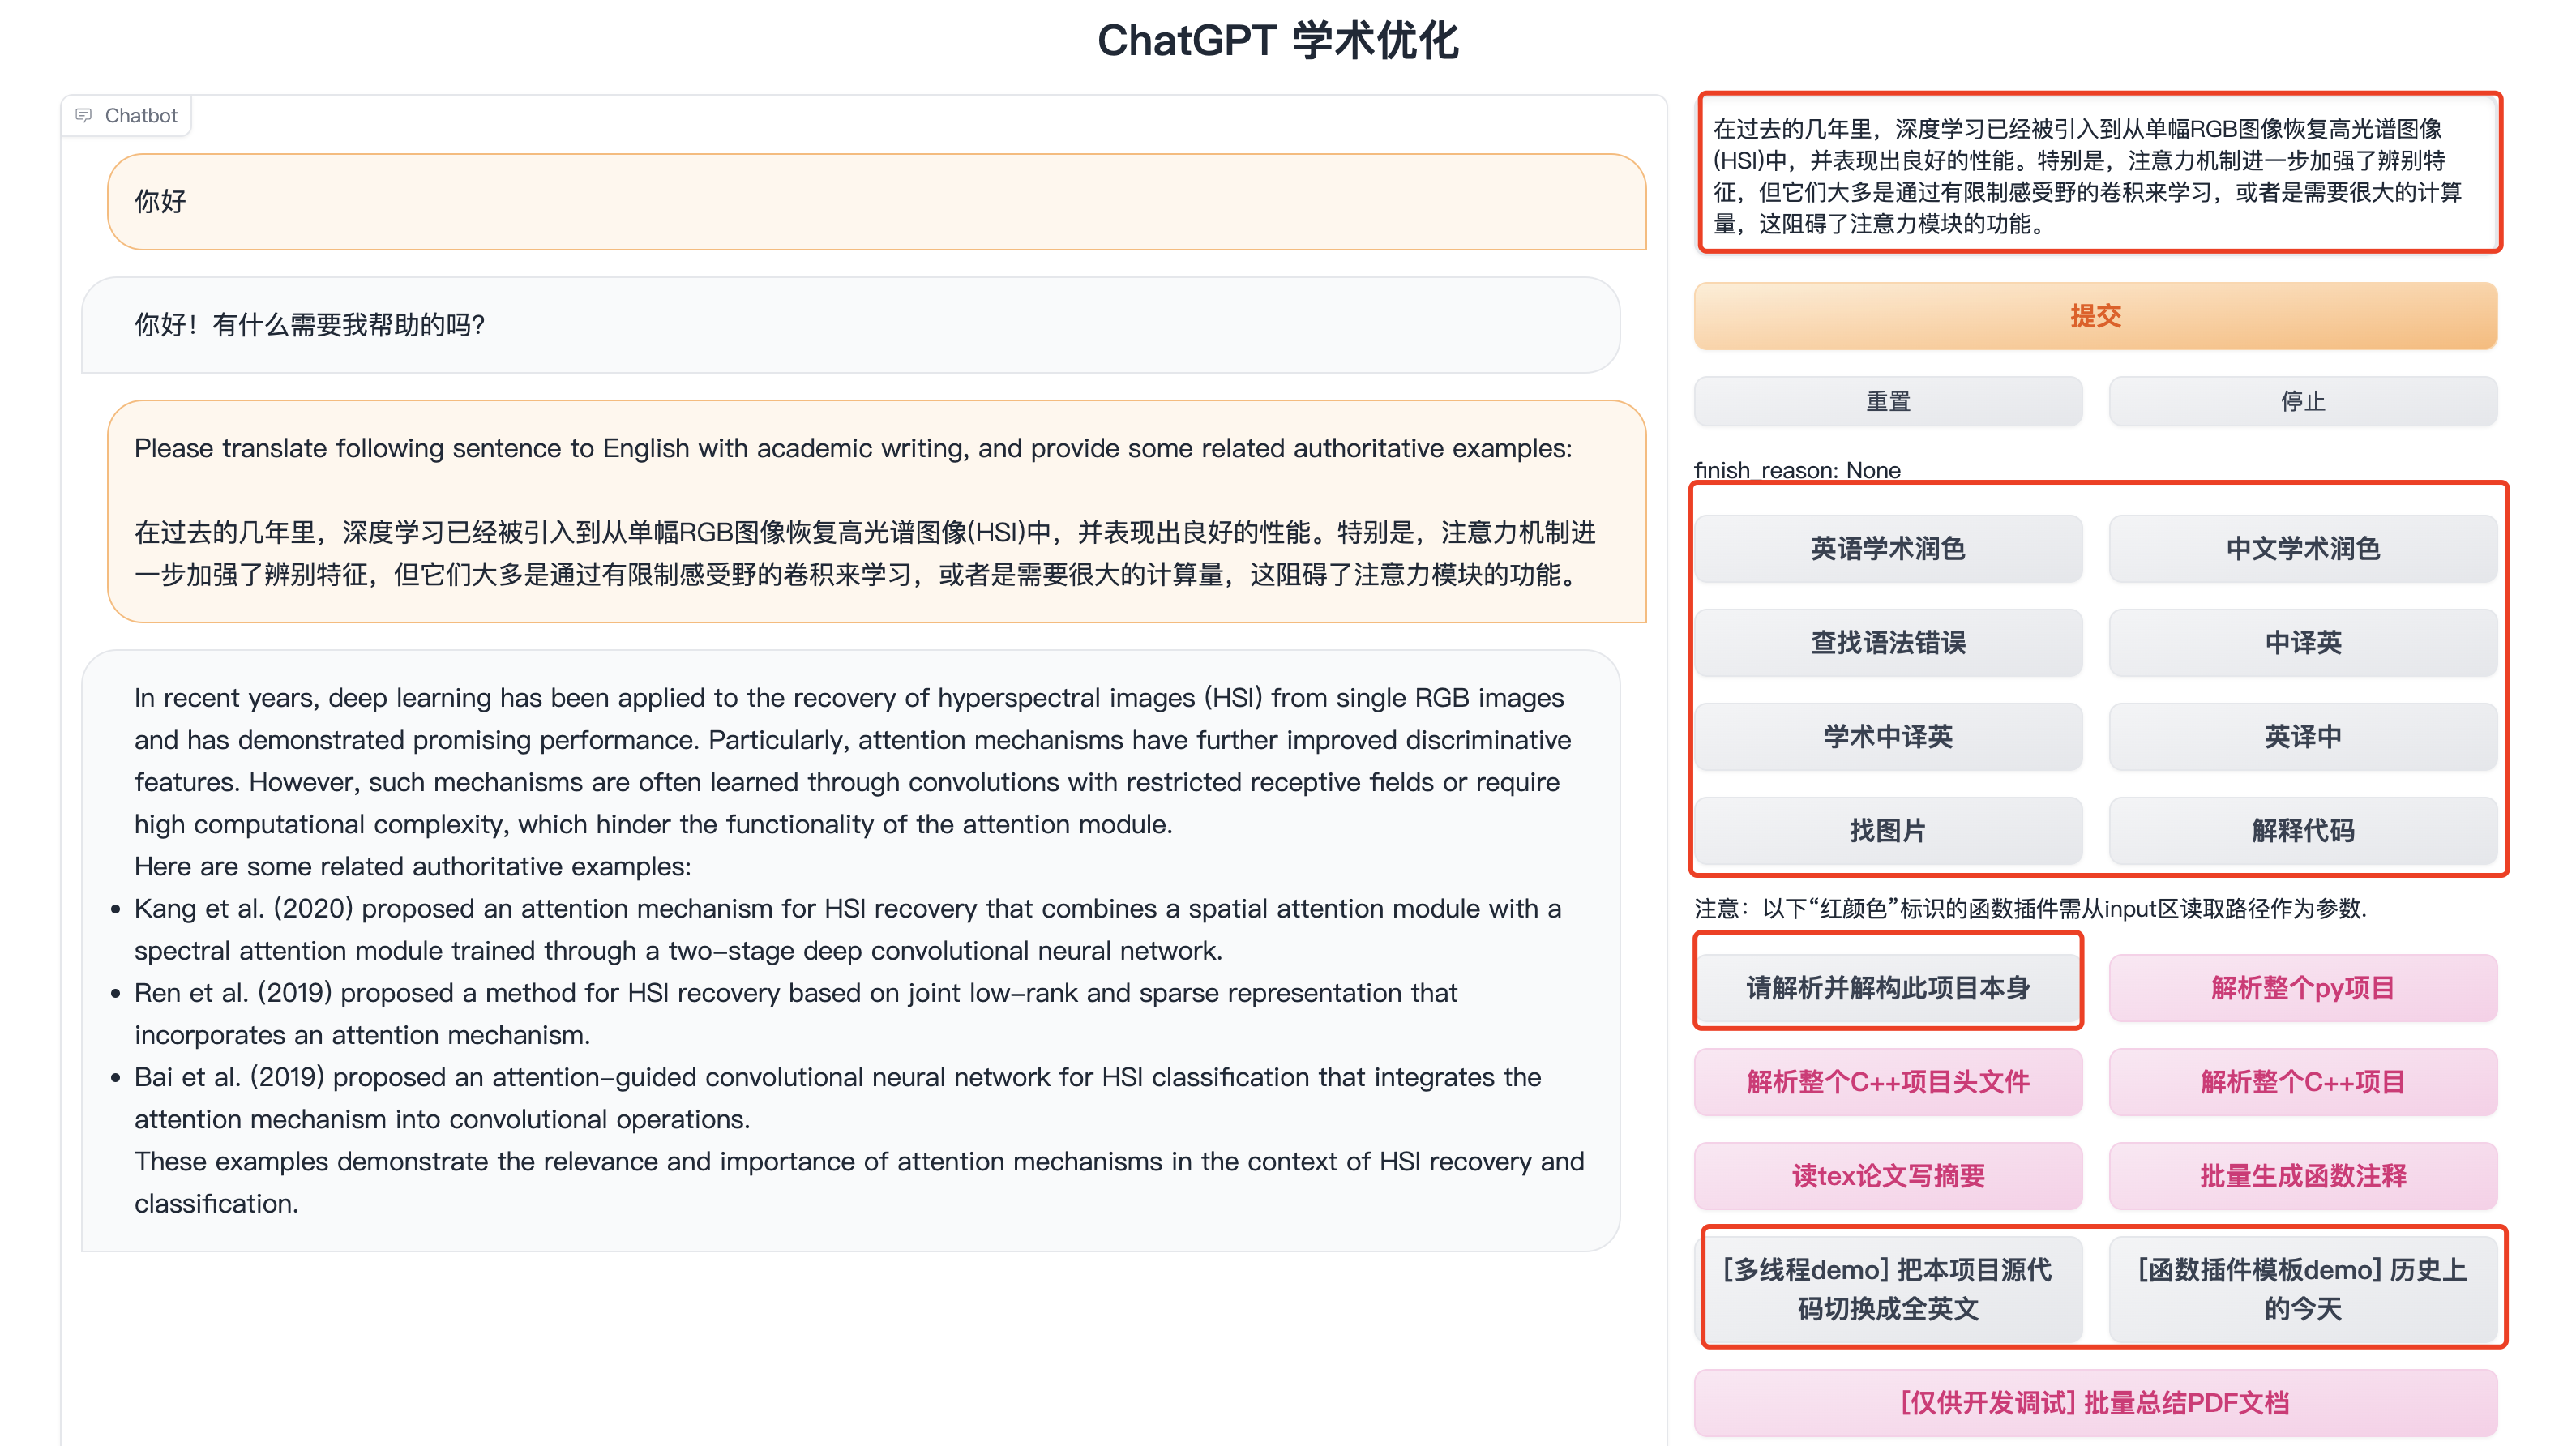 ChatGPT 学术优化
Chatbot
你好
你好！有什么需要我帮助的吗？
Please translate following sentence to English with academic writing, and provide some related authoritative examples:
在过去的几年里，深度学习已经被引入到从单幅RGB图像恢复高光谱图像(HSI)中，并表现出良好的性能。特别是，注意力机制进
一步加强了辨别特征，但它们大多是通过有限制感受野的卷积来学习，或者是需要很大的计算量，这阻碍了注意力模块的功能。
In recent years, deep learning has been applied to the recovery of hyperspectral images (HSI) from single RGB images
and has demonstrated promising performance. Particularly, attention mechanisms have further improved discriminative
features. However, such mechanisms are often learned through convolutions with restricted receptive fields or require
high computational complexity, which hinder the functionality of the attention module.
Here are some related authoritative examples:
• Kang et al. (2020) proposed an attention mechanism for HSI recovery that combines a spatial attention module with a
spectral attention module trained through a two-stage deep convolutional neural network.
• Ren et al. (2019) proposed a method for HSI recovery based on joint low-rank and sparse representation that
incorporates an attention mechanism.
• Bai et al. (2019) proposed an attention-guided convolutional neural network for HSI classification that integrates the
attention mechanism into convolutional operations.
These examples demonstrate the relevance and importance of attention mechanisms in the context of HSI recovery and
classification.
在过去的几年里，深度学习已经被引入到从单幅RGB图像恢复高光谱图像
(HSI)中，并表现出良好的性能。特别是，注意力机制进一步加强了辨别特
征，但它们大多是通过有限制感受野的卷积来学习，或者是需要很大的计算
量，这阻碍了注意力模块的功能。
提交
重置
停止
finish_reason: None
英语学术润色
中文学术润色
查找语法错误
中译英
学术中译英
英译中
找图片
解释代码
注意：以下“红颜色”标识的函数插件需从input区读取路径作为参数.
请解析并解构此项目本身
解析整个py项目
解析整个C++项目头文件
解析整个C++项目
读tex论文写摘要
批量生成函数注释
[多线程demo] 把本项目源代
码切换成全英文
[函数插件模板demo] 历史上
的今天
[仅供开发调试] 批量总结PDF文档